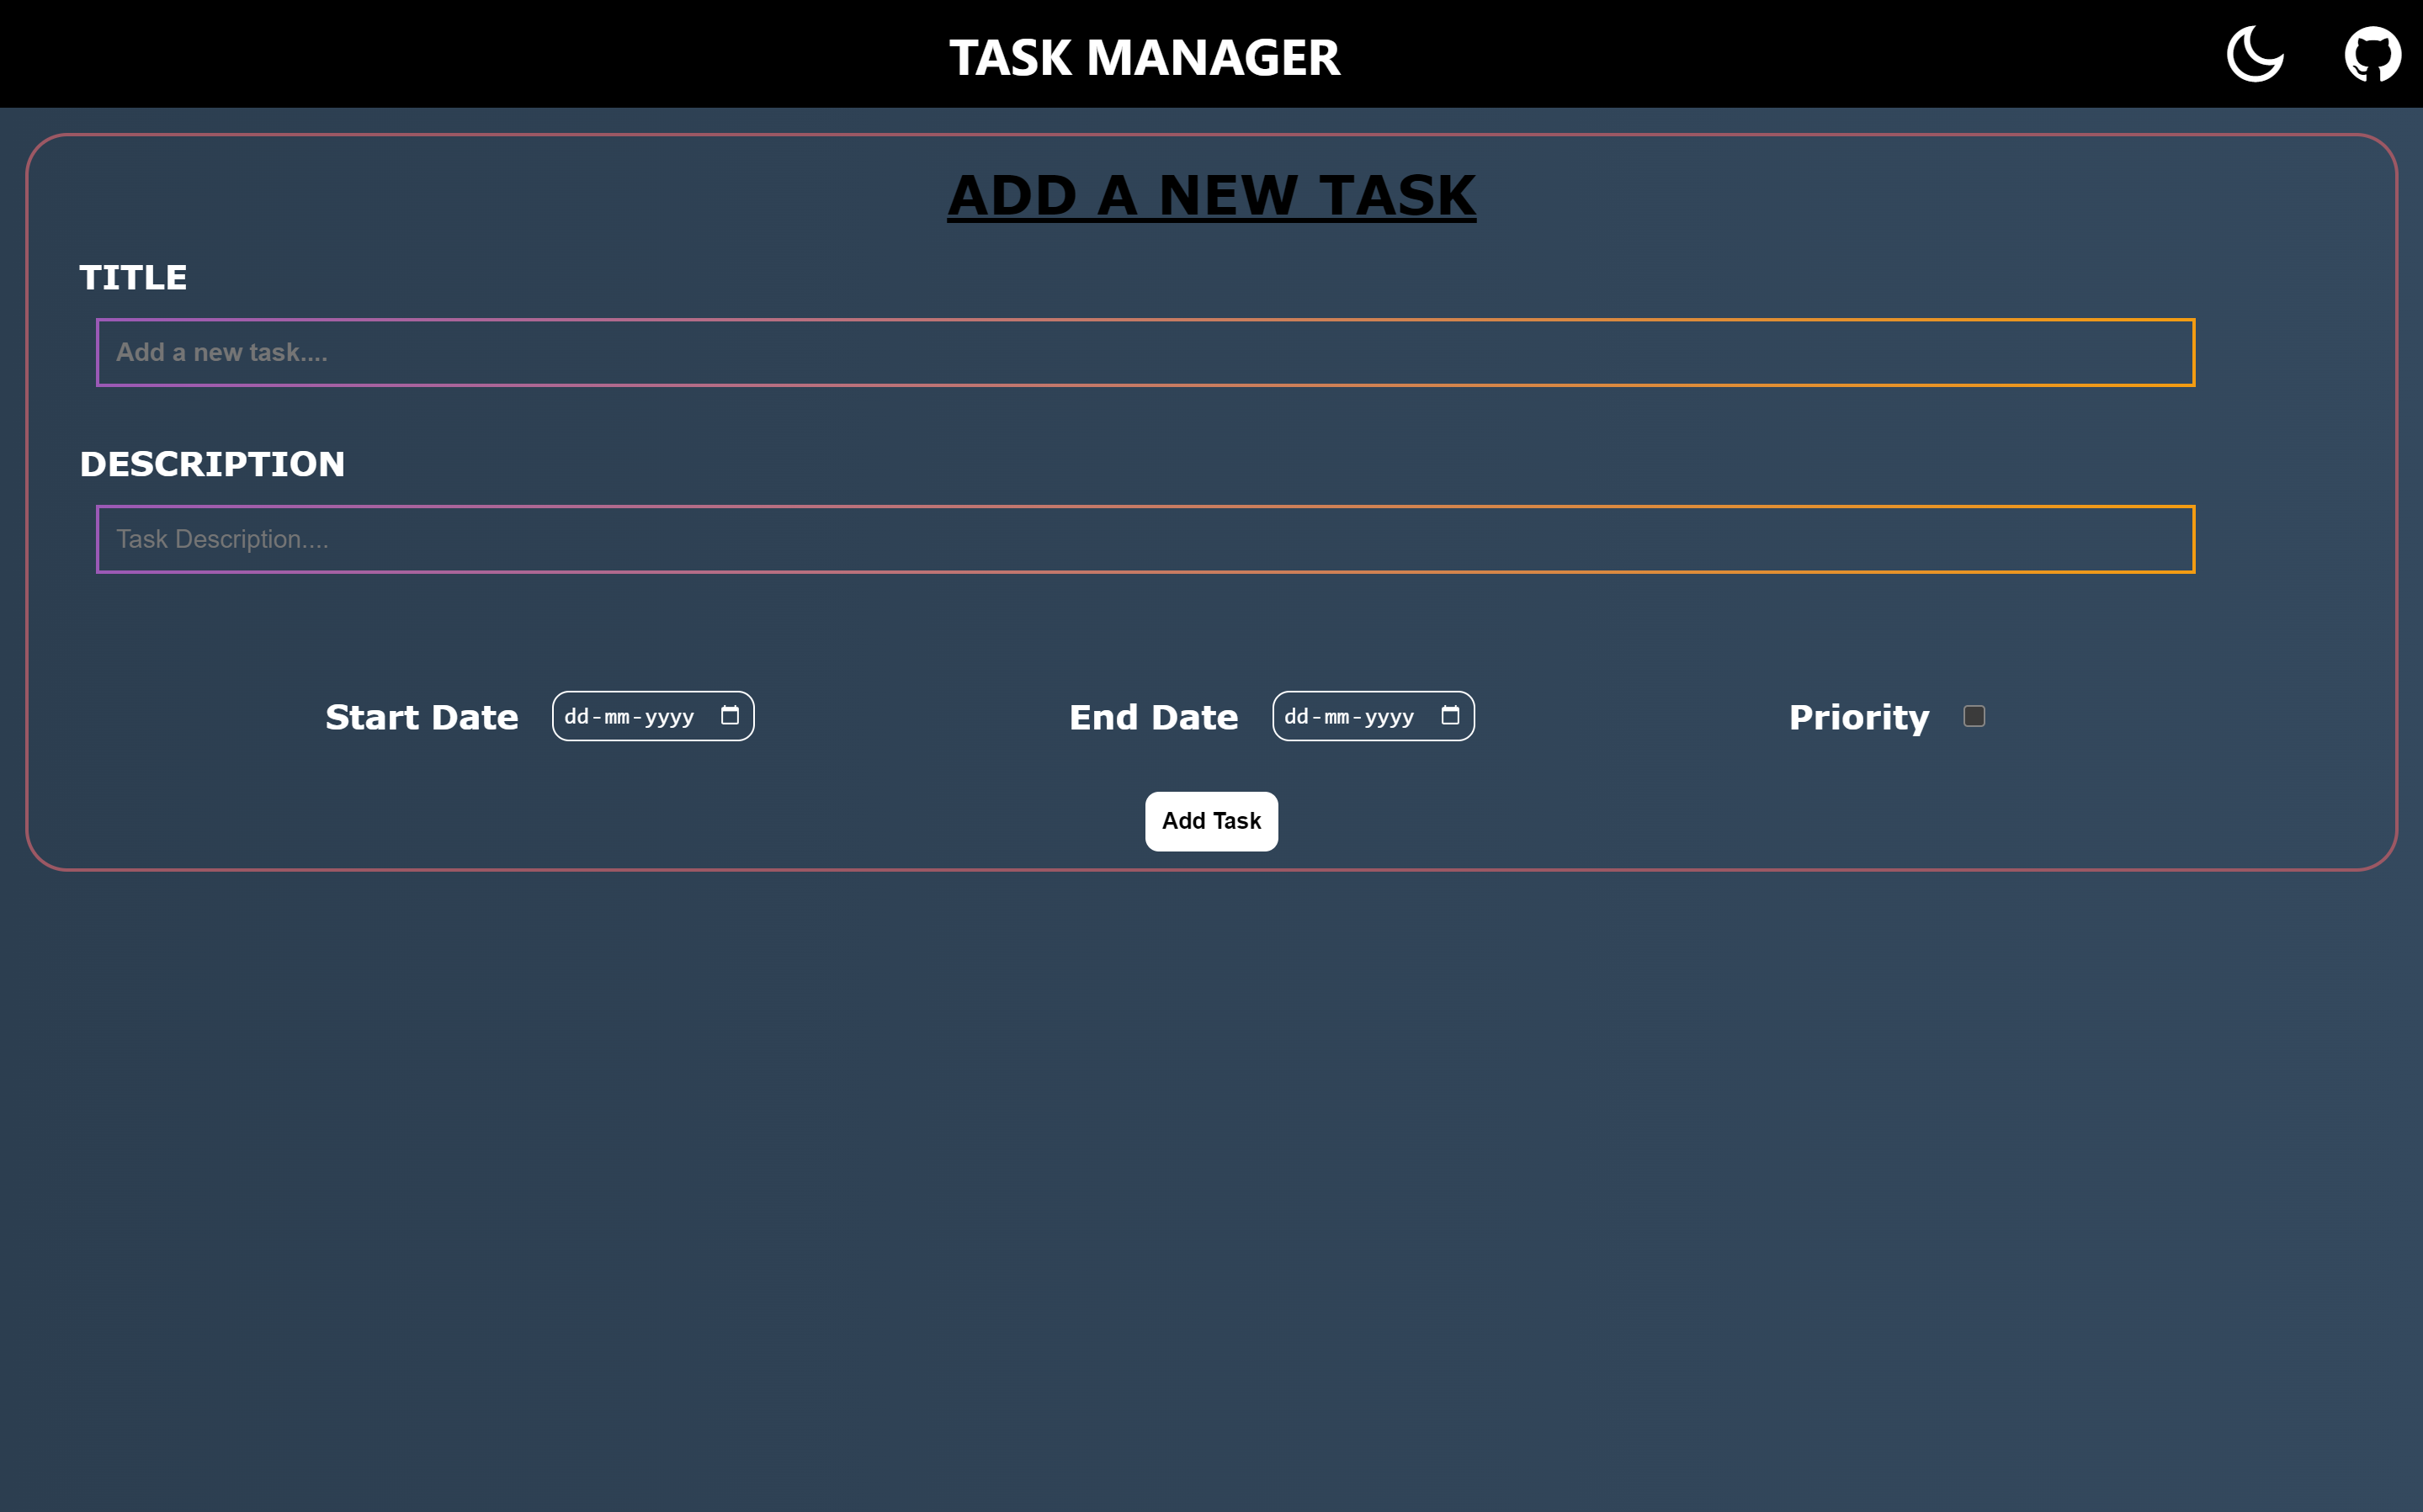 TASK MANAGER
ADD A NEW TASK
TITLE
Add a new task....
DESCRIPTION
Task Description....
Start Date dd-mm-yyyy End Date dd-mm-yyyy Priority
Add Task